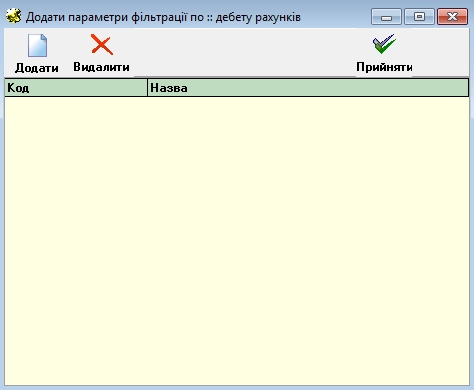 Додати параметри фільтрації по :: дебету рахунків
Додати Видалити Прийняти
Код Назва